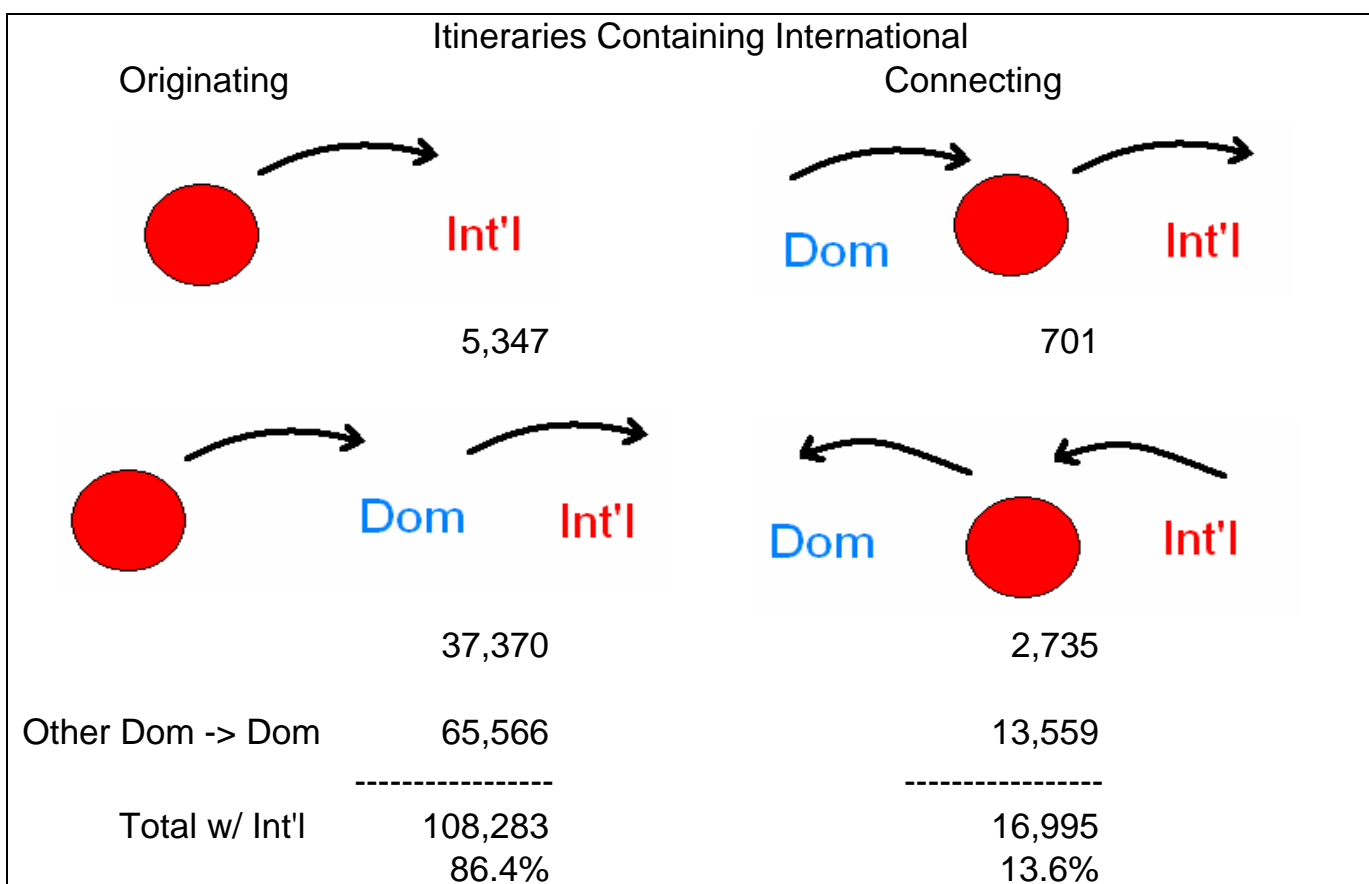 Itineraries Containing International
Originating Connecting
Int'l
Dom Int'l
5,347 701
Dom Int'l
Dom Int'l
37,370 2,735
Other Dom -> Dom 65,566 13,559
----------------- -----------------
Total w/ Int'l 108,283 16,995
86.4% 13.6%